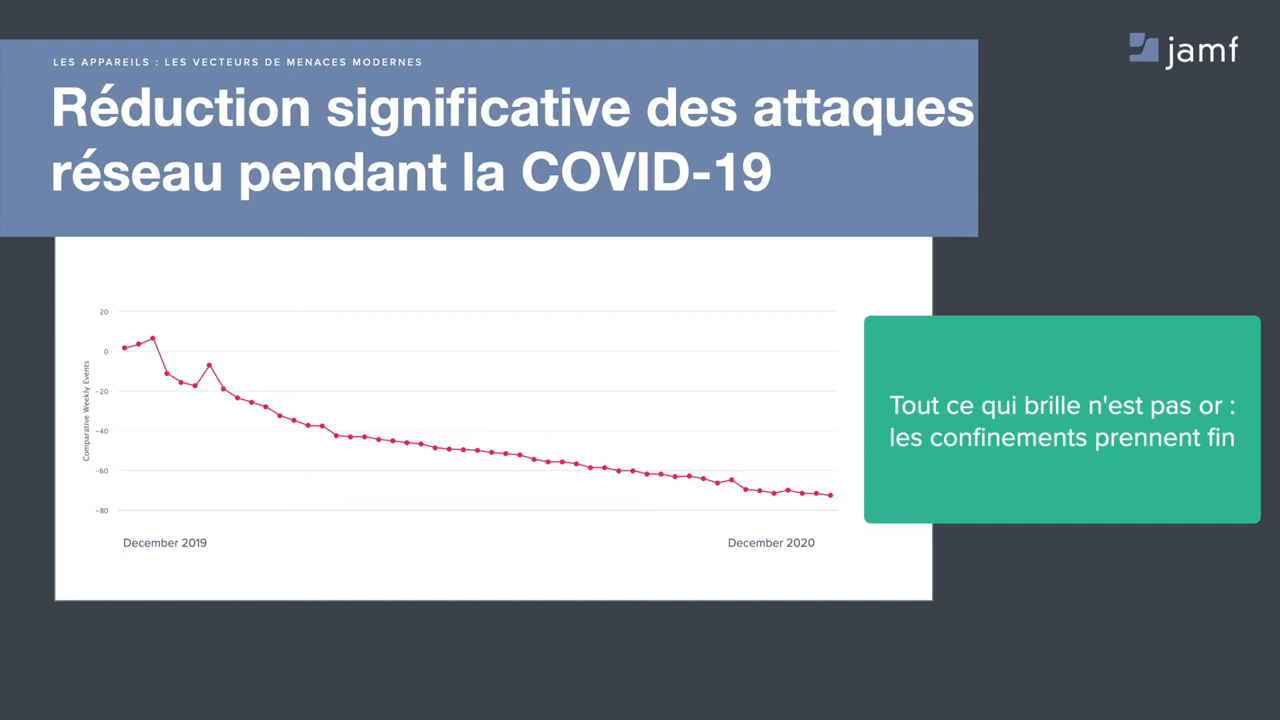 jamf
LES APPAREILS : LES VECTEURS DE MENACES MODERNES
Réduction significative des attaques
réseau pendant la COVID-19
20
0
-20
-40
-60
-80
Comparative Weekly Events
December 2019
December 2020
Tout ce qui brille n'est pas or :
les confinements prennent fin